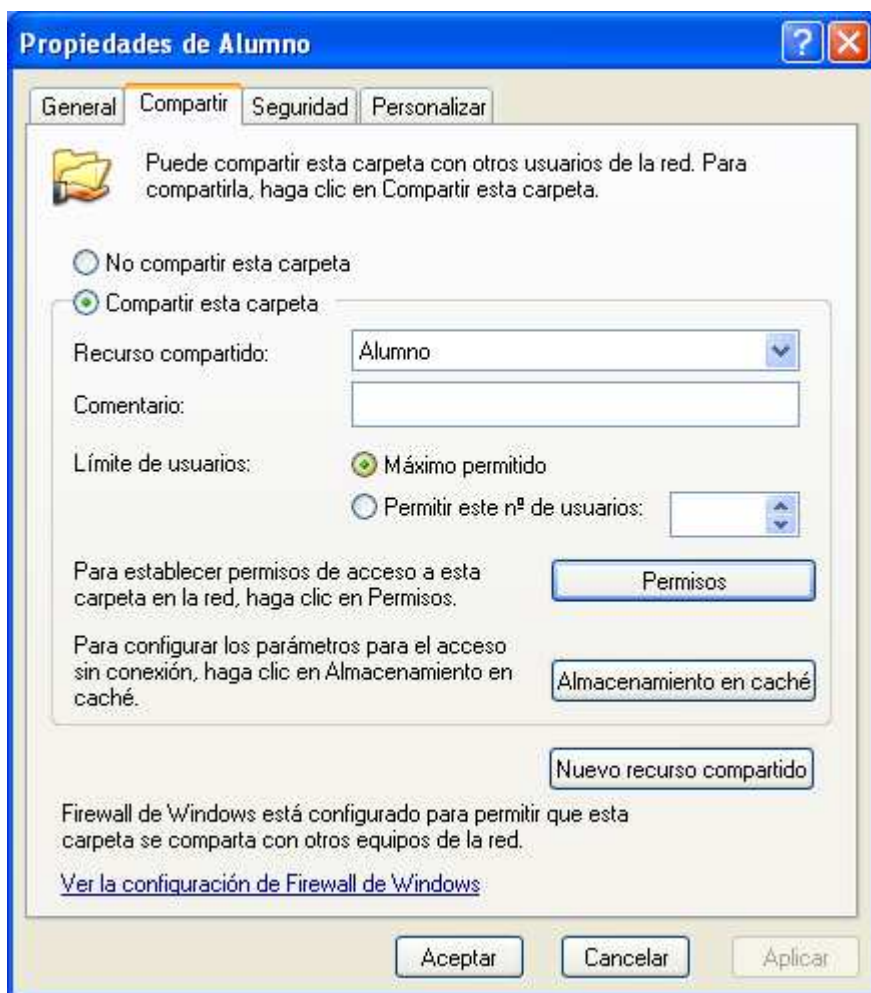 Propiedades de Alumno
General Compartir Seguridad Personalizar
Puede compartir esta carpeta con otros usuarios de la red. Para
compartirla, haga clic en Compartir esta carpeta.
No compartir esta carpeta
Compartir esta carpeta
Recurso compartido: Alumno
Comentario:
Límite de usuarios: Máximo permitido
Permitir este nº de usuarios:
Para establecer permisos de acceso a esta
carpeta en la red, haga clic en Permisos.
Permisos
Para configurar los parámetros para el acceso
sin conexión, haga clic en Almacenamiento en
caché.
Almacenamiento en caché
Nuevo recurso compartido
Firewall de Windows está configurado para permitir que esta
carpeta se comparta con otros equipos de la red.
Ver la configuración de Firewall de Windows
Aceptar Cancelar Aplicar